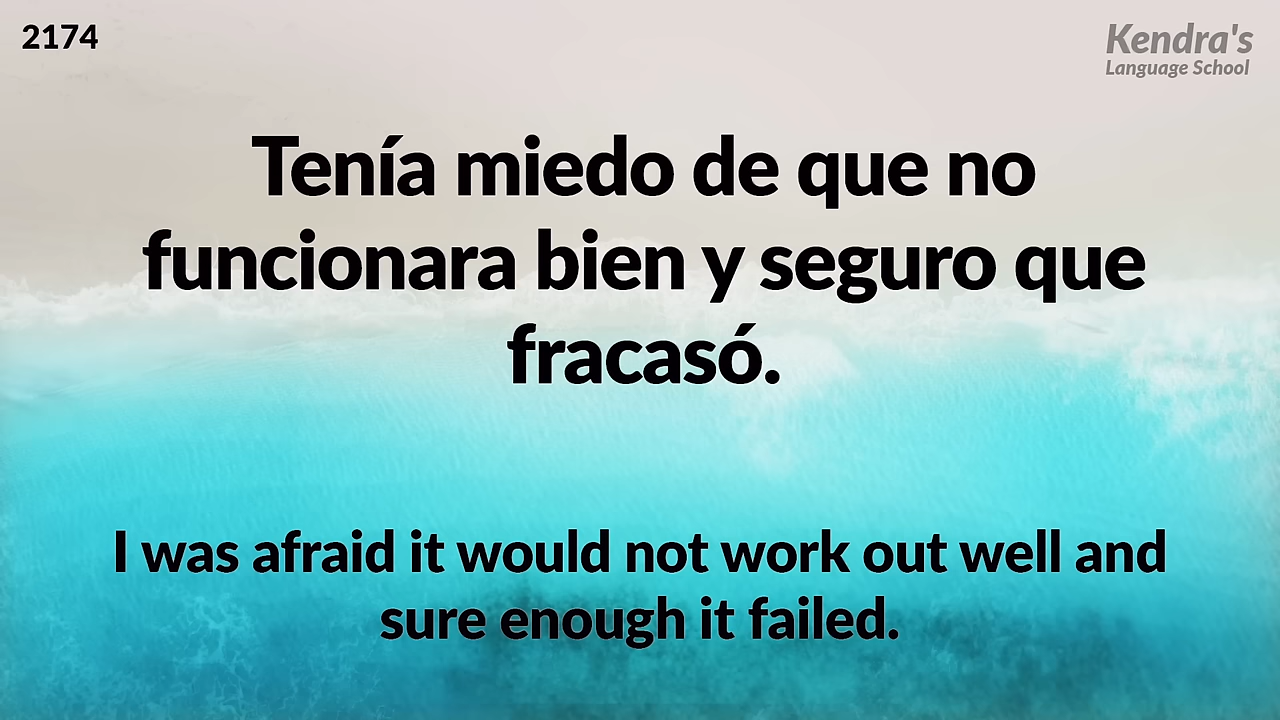 2174
Kendra's
Language School
Tenía miedo de que no
funcionara bien y seguro que
fracasó.
I was afraid it would not work out well and
sure enough it failed.